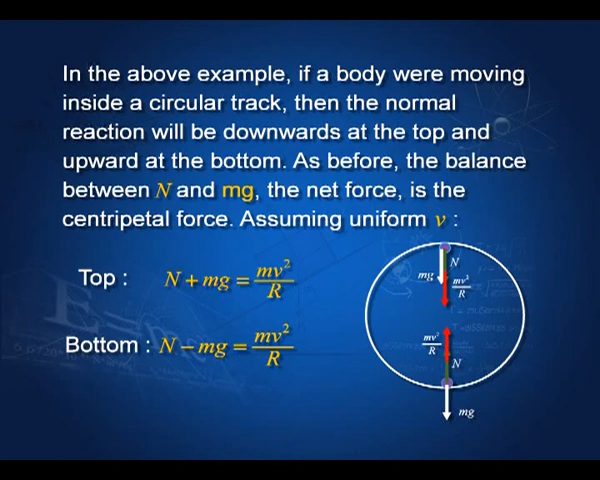 In the above example, if a body were moving
inside a circular track, then the normal
reaction will be downwards at the top and
upward at the bottom. As before, the balance
between N and mg, the net force, is the
centripetal force. Assuming uniform v :
Top : N + mg = mv²/R
Bottom : N – mg = mv²/R
N
mg
mv²/R
mv²/R
N
mg